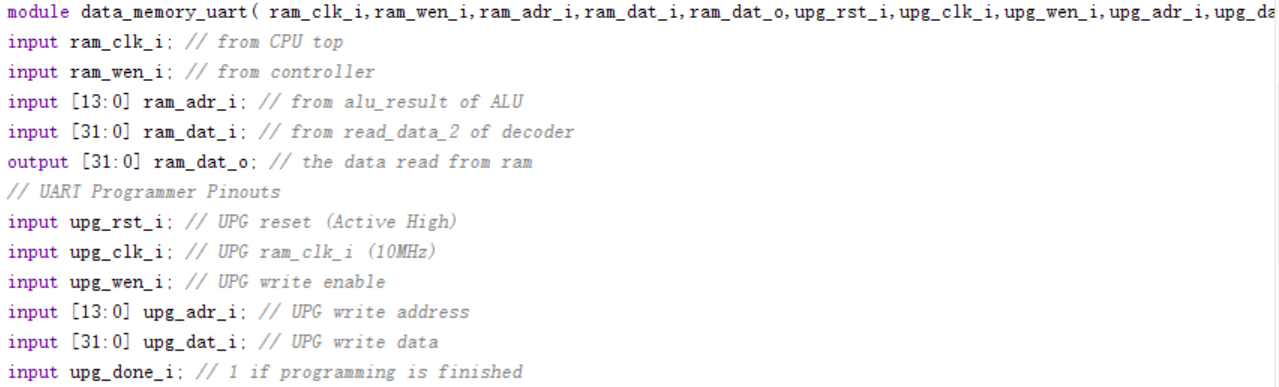 module data_memory_uart( ram_clk_i,ram_wen_i,ram_adr_i,ram_dat_i,ram_dat_o,upg_rst_i,upg_clk_i,upg_wen_i,upg_adr_i,upg_da
input ram_clk_i; // from CPU top
input ram_wen_i; // from controller
input [13:0] ram_adr_i; // from alu_result of ALU
input [31:0] ram_dat_i; // from read_data_2 of decoder
output [31:0] ram_dat_o; // the data read from ram
// UART Programmer Pinouts
input upg_rst_i; // UPG reset (Active High)
input upg_clk_i; // UPG ram_clk_i (10MHz)
input upg_wen_i; // UPG write enable
input [13:0] upg_adr_i; // UPG write address
input [31:0] upg_dat_i; // UPG write data
input upg_done_i; // 1 if programming is finished